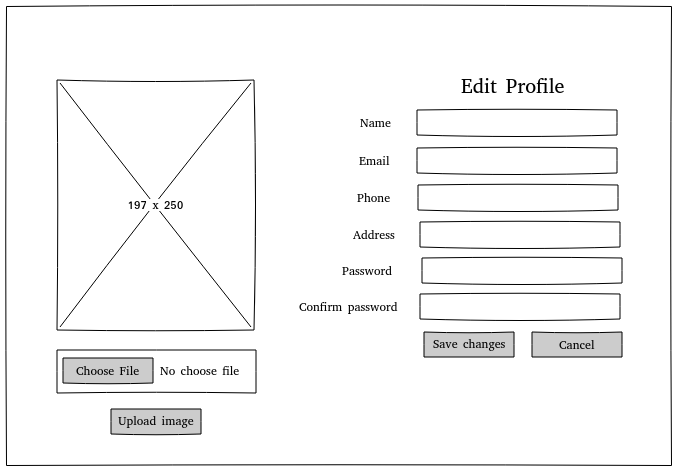 197 x 250
Choose File No choose file
Upload image
Edit Profile
Name
Email
Phone
Address
Password
Confirm password
Save changes Cancel